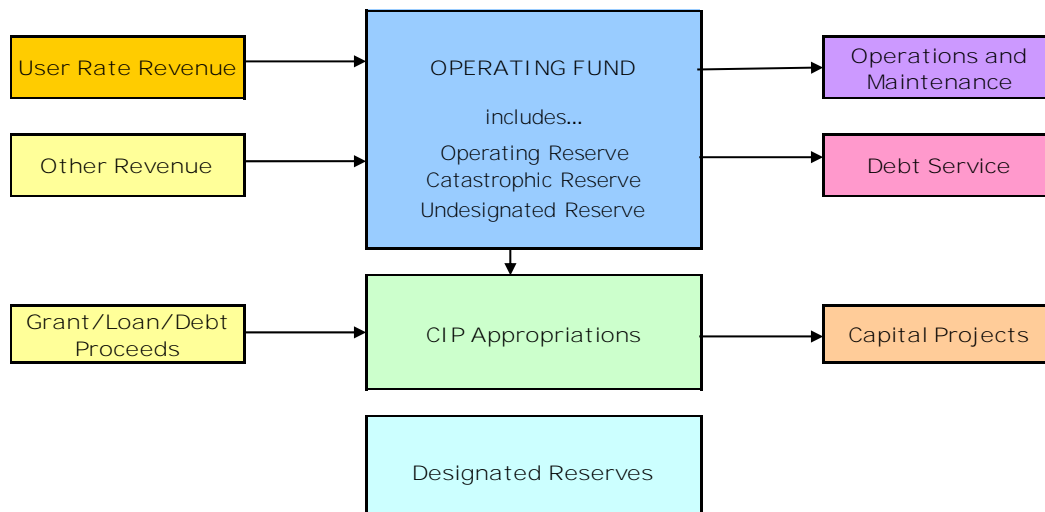 User Rate Revenue
Other Revenue
Grant/Loan/Debt
Proceeds
OPERATING FUND
includes...
Operating Reserve
Catastrophic Reserve
Undesignated Reserve
CIP Appropriations
Designated Reserves
Operations and
Maintenance
Debt Service
Capital Projects